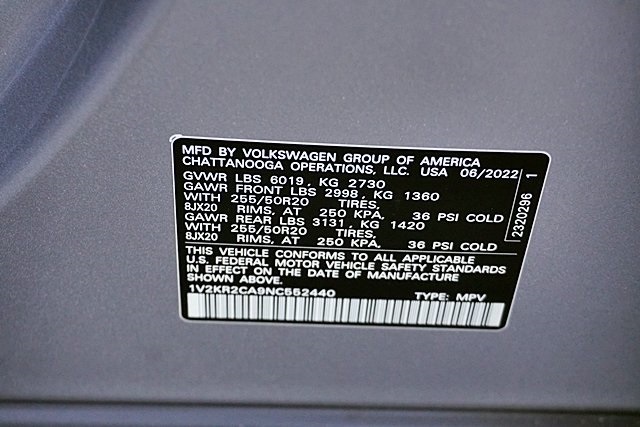 MFD BY VOLKSWAGEN GROUP OF AMERICA
CHATTANOOGA OPERATIONS, LLC. USA 06/2022
GVWR LBS 6019, KG 2730
GAWR FRONT LBS 2998, KG 1360
WITH 255/50R20 TIRES,
8JX20 RIMS, AT 250 KPA, 36 PSI COLD
GAWR REAR LBS 3131, KG 1420
WITH 255/50R20 TIRES,
8JX20 RIMS, AT 250 KPA, 36 PSI COLD
2320296 1
THIS VEHICLE CONFORMS TO ALL APPLICABLE
U.S. FEDERAL MOTOR VEHICLE SAFETY STANDARDS
IN EFFECT ON THE DATE OF MANUFACTURE
SHOWN ABOVE.
1V2KR2CA9NC552440 TYPE: MPV